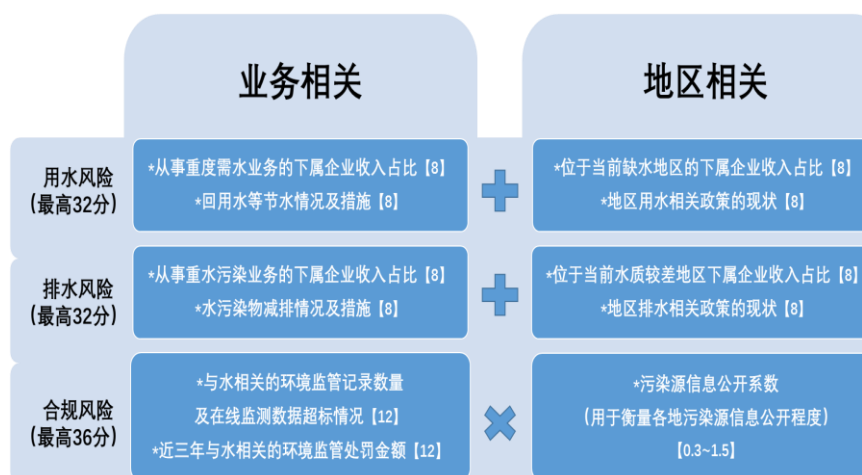 业务相关
地区相关
用水风险
(最高32分)
*从事重度需水业务的下属企业收入占比【8】
*回用水等节水情况及措施【8】
*位于当前缺水地区的下属企业收入占比【8】
*地区用水相关政策的现状【8】
排水风险
(最高32分)
*从事重水污染业务的下属企业收入占比【8】
*水污染物减排情况及措施【8】
*位于当前水质较差地区下属企业收入占比【8】
*地区排水相关政策的现状【8】
合规风险
(最高36分)
*与水相关的环境监管记录数量
及在线监测数据超标情况【12】
*近三年与水相关的环境监管处罚金额【12】
*污染源信息公开系数
(用于衡量各地污染源信息公开程度)
【0.3~1.5】